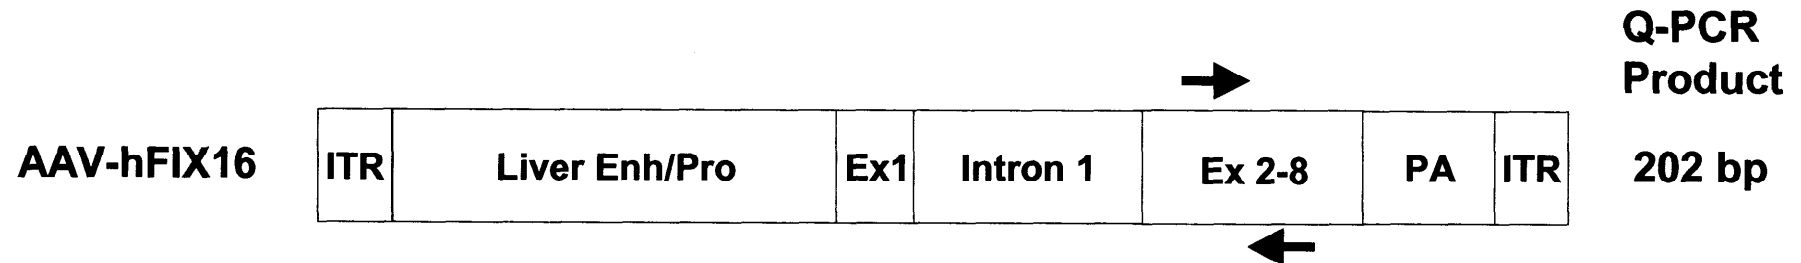 Q-PCR
Product
AAV-hFIX16 ITR Liver Enh/Pro Ex1 Intron 1 Ex 2-8 PA ITR 202 bp